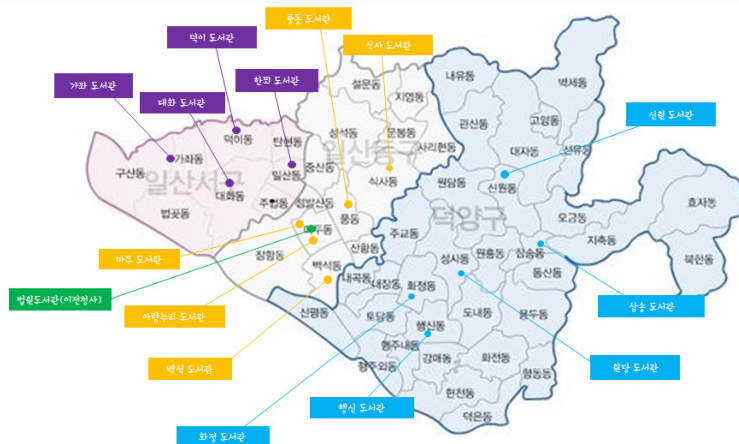 풍동 도서관
덕이 도서관
식사 도서관
한뫼 도서관
가좌 도서관
대화 도서관
신원 도서관
내유동
벽제동
설문동
지영동
고양동
관산동
성석동
문봉동
덕이동
탄현동
사리현동
대자동
선유동
일산동구
가좌동
중산동
구산동
일산서구
일산동
식사동
원당동
신원동
대화동
주엽동
정발산동
효자동
법곳동
풍동
덕양구
오금동
마두동
주교동
지축동
장항동
산황동
성사동
원흥동
삼송동
북한동
마두 도서관
백석동
내곡동
대장동
화정동
동산동
법원도서관(이전청사)
신평동
삼송 도서관
아람누리 도서관
토당동
도내동
용두동
행신동
행주내동
강매동
화전동
백석 도서관
행주외동
향동동
원당 도서관
현천동
행신 도서관
덕은동
화정 도서관